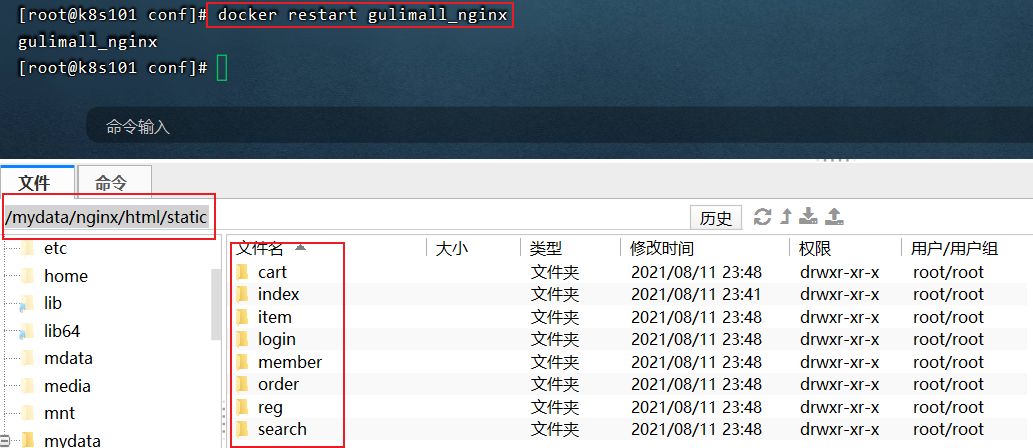 [root@k8s101 conf]# docker restart gulimall_nginx
gulimall_nginx
[root@k8s101 conf]#
命令输入
文件 命令
/mydata/nginx/html/static 历史
etc
home
lib
lib64
mdata
media
mnt
mydata
文件名 大小 类型 修改时间 权限 用户/用户组
cart 文件夹 2021/08/11 23:48 drwxr-xr-x root/root
index 文件夹 2021/08/11 23:41 drwxr-xr-x root/root
item 文件夹 2021/08/11 23:48 drwxr-xr-x root/root
login 文件夹 2021/08/11 23:48 drwxr-xr-x root/root
member 文件夹 2021/08/11 23:48 drwxr-xr-x root/root
order 文件夹 2021/08/11 23:48 drwxr-xr-x root/root
reg 文件夹 2021/08/11 23:48 drwxr-xr-x root/root
search 文件夹 2021/08/11 23:48 drwxr-xr-x root/root